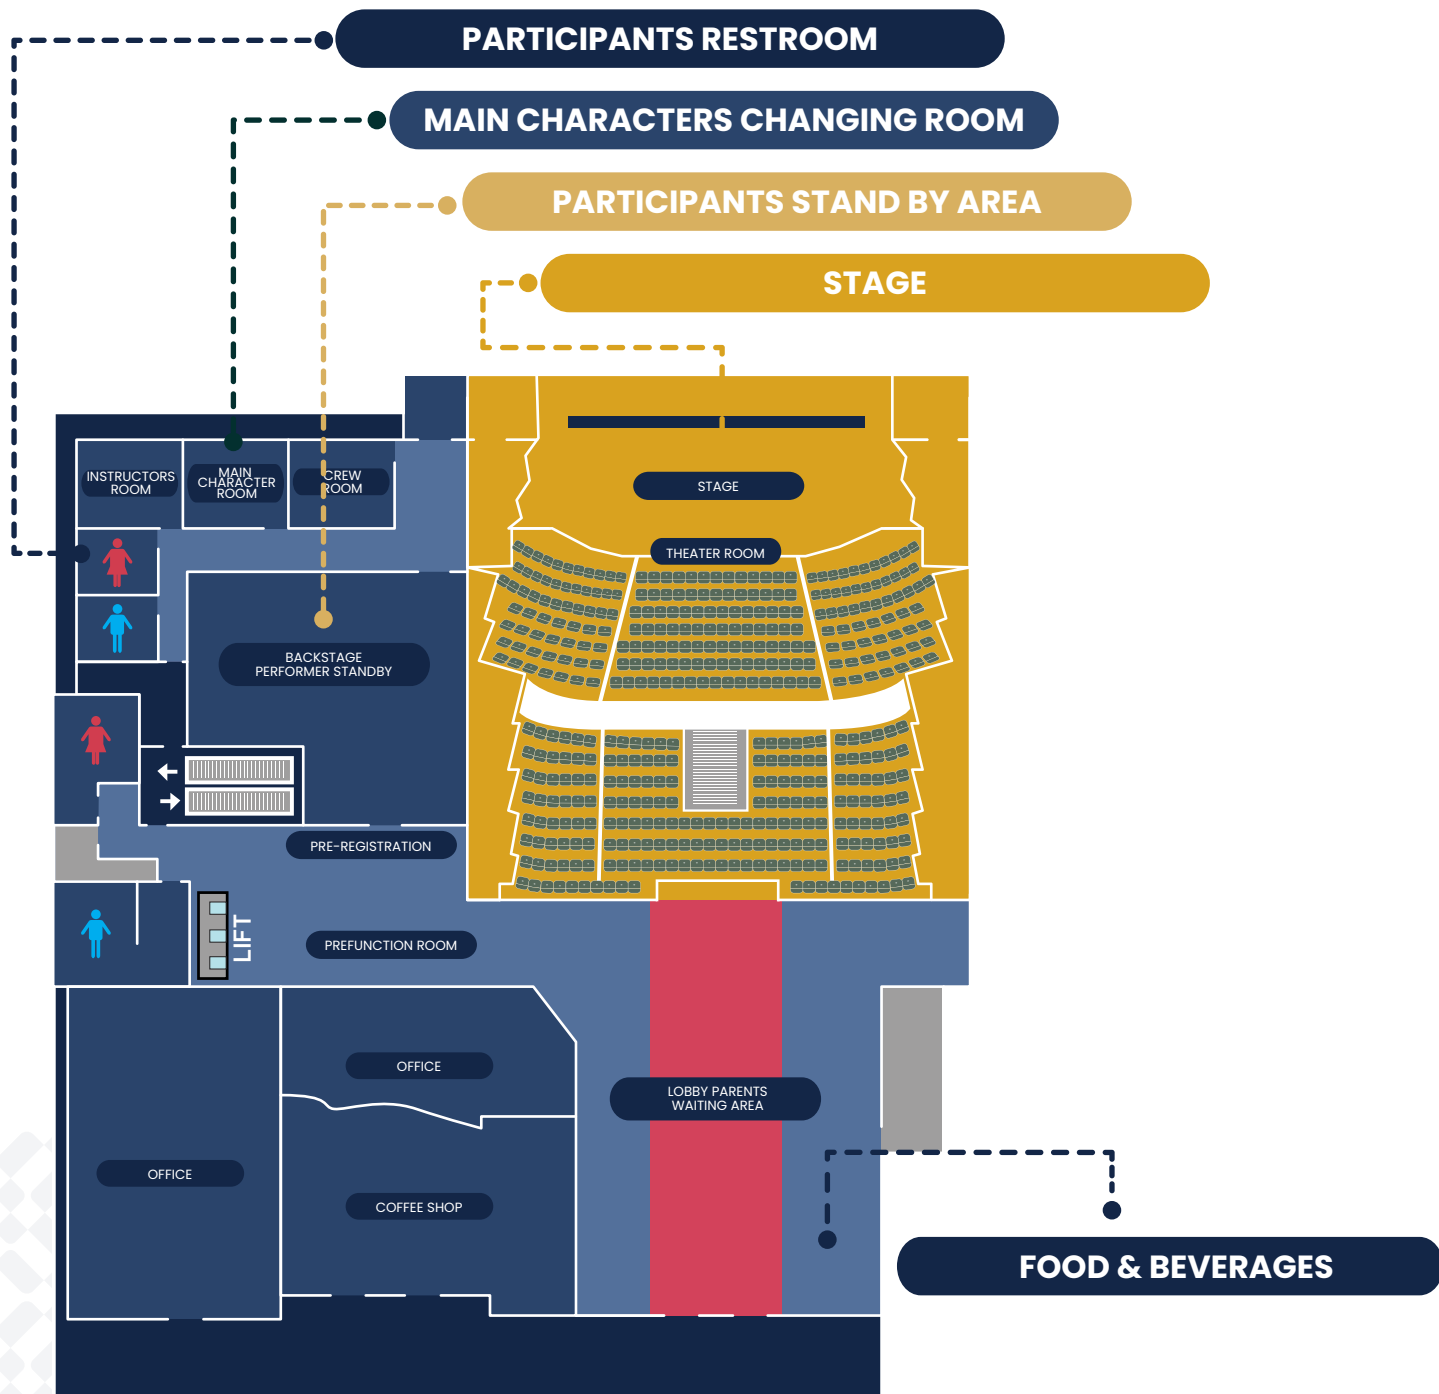 PARTICIPANTS RESTROOM
MAIN CHARACTERS CHANGING ROOM
PARTICIPANTS STAND BY AREA
STAGE
INSTRUCTORS
ROOM
MAIN
CHARACTER
ROOM
CREW
ROOM
STAGE
THEATER ROOM
BACKSTAGE
PERFORMER STANDBY
PRE-REGISTRATION
LIFT
PREFUNCTION ROOM
OFFICE
LOBBY PARENTS
WAITING AREA
OFFICE
COFFEE SHOP
FOOD & BEVERAGES